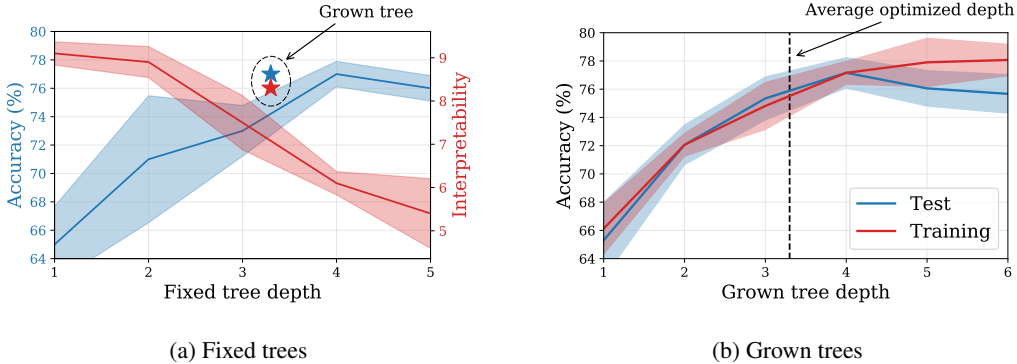 Grown tree
80
78
76
74
72
70
68
66
64
Accuracy (%)
9
8
7
6
5
Interpretability
1 2 3 4 5
Fixed tree depth
(a) Fixed trees
Average optimized depth
80
78
76
74
72
70
68
66
64
Accuracy (%)
Test
Training
1 2 3 4 5 6
Grown tree depth
(b) Grown trees